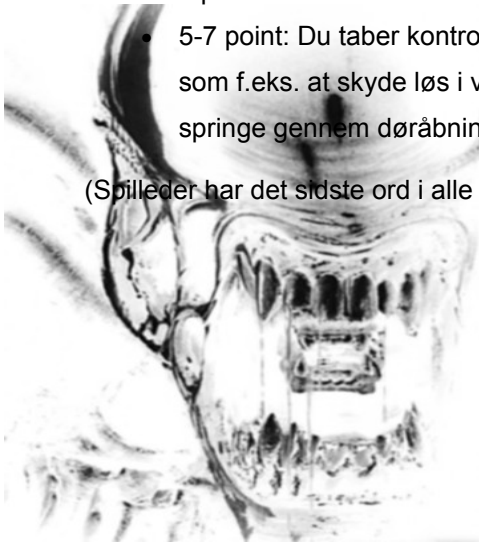 • 5-7 point: Du taber kontro
som f.eks. at skyde løs i v
springe gennem døråbnin
(Spilleder har det sidste ord i alle